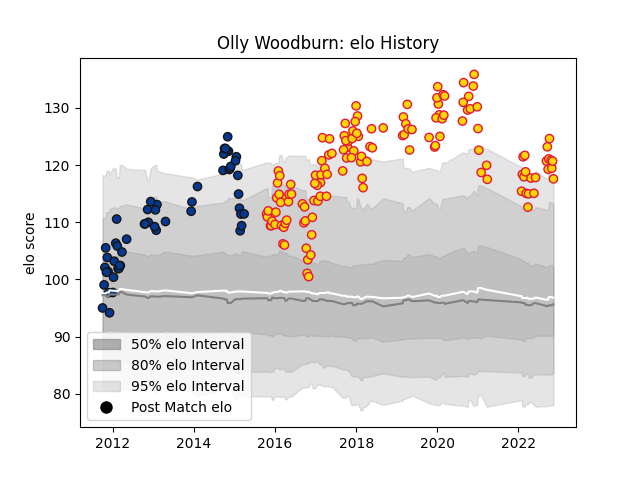 Olly Woodburn: elo History
elo score
130
120
110
100
90
80
50% elo Interval
80% elo Interval
95% elo Interval
Post Match elo
2012 2014 2016 2018 2020 2022